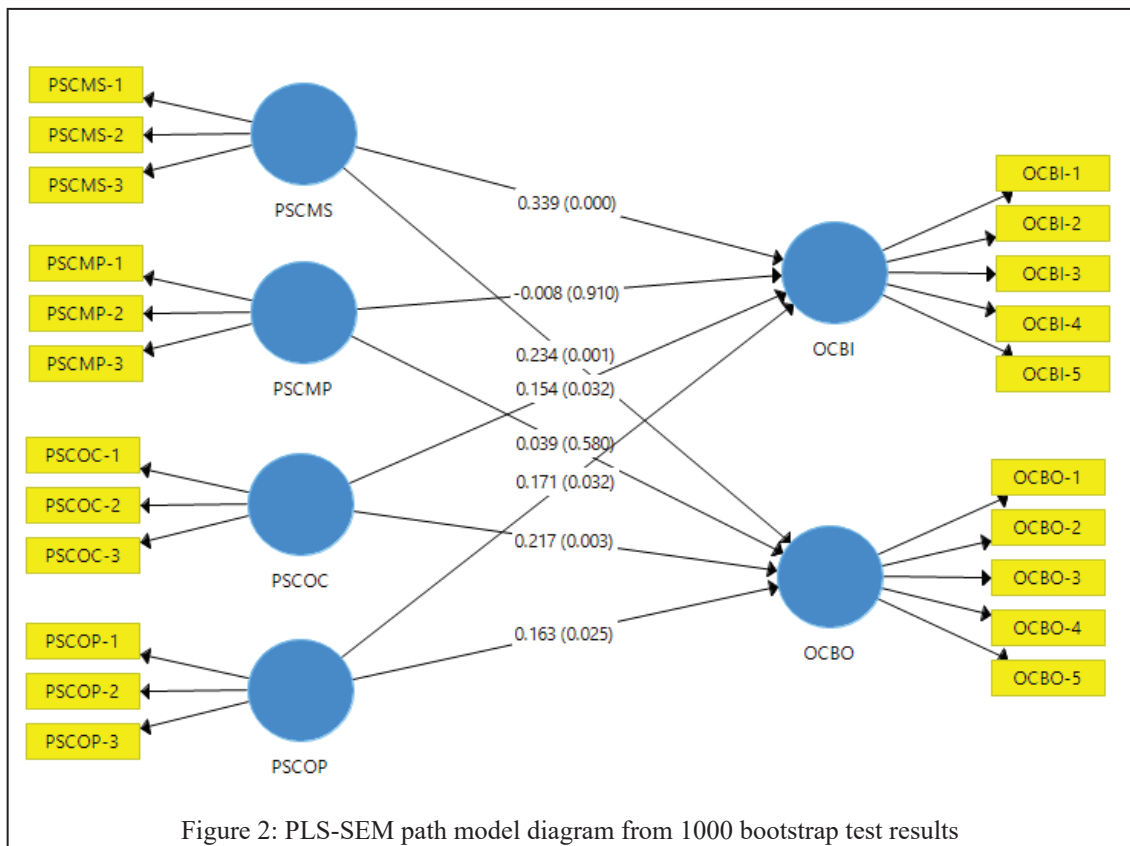 PSCMS-1
PSCMS-2
PSCMS-3
PSCMS
PSCMP-1
PSCMP-2
PSCMP-3
PSCMP
PSCOC-1
PSCOC-2
PSCOC-3
PSCOC
PSCOP-1
PSCOP-2
PSCOP-3
PSCOP
0.339 (0.000)
-0.008 (0.910)
0.234 (0.001)
0.154 (0.032)
0.039 (0.580)
0.171 (0.032)
0.217 (0.003)
0.163 (0.025)
OCBI
OCBI-1
OCBI-2
OCBI-3
OCBI-4
OCBI-5
OCBO
OCBO-1
OCBO-2
OCBO-3
OCBO-4
OCBO-5
Figure 2: PLS-SEM path model diagram from 1000 bootstrap test results